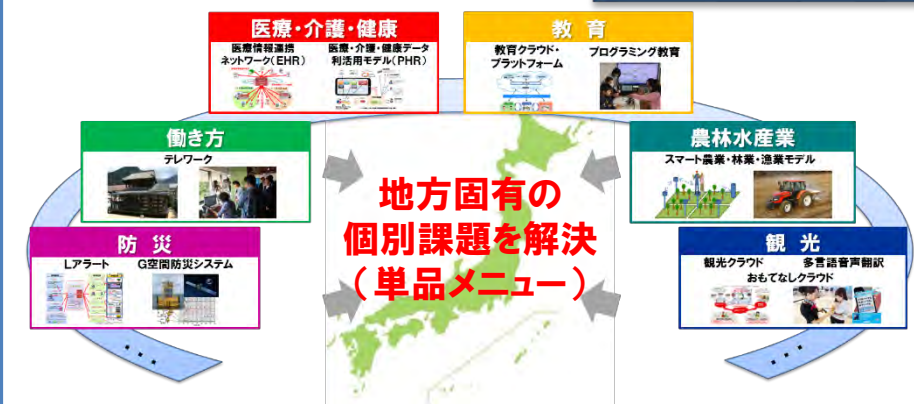 医療・介護・健康
医療情報連携
ネットワーク(EHR)
医療・介護・健康データ
利活用モデル(PHR)
教 育
教育クラウド・
プラットフォーム
プログラミング教育
働き方
テレワーク
農林水産業
スマート農業・林業・漁業モデル
地方固有の
個別課題を解決
(単品メニュー)
防 災
Lアラート
G空間防災システム
観 光
観光クラウド
多言語音声翻訳
おもてなしクラウド
・・・
・・・